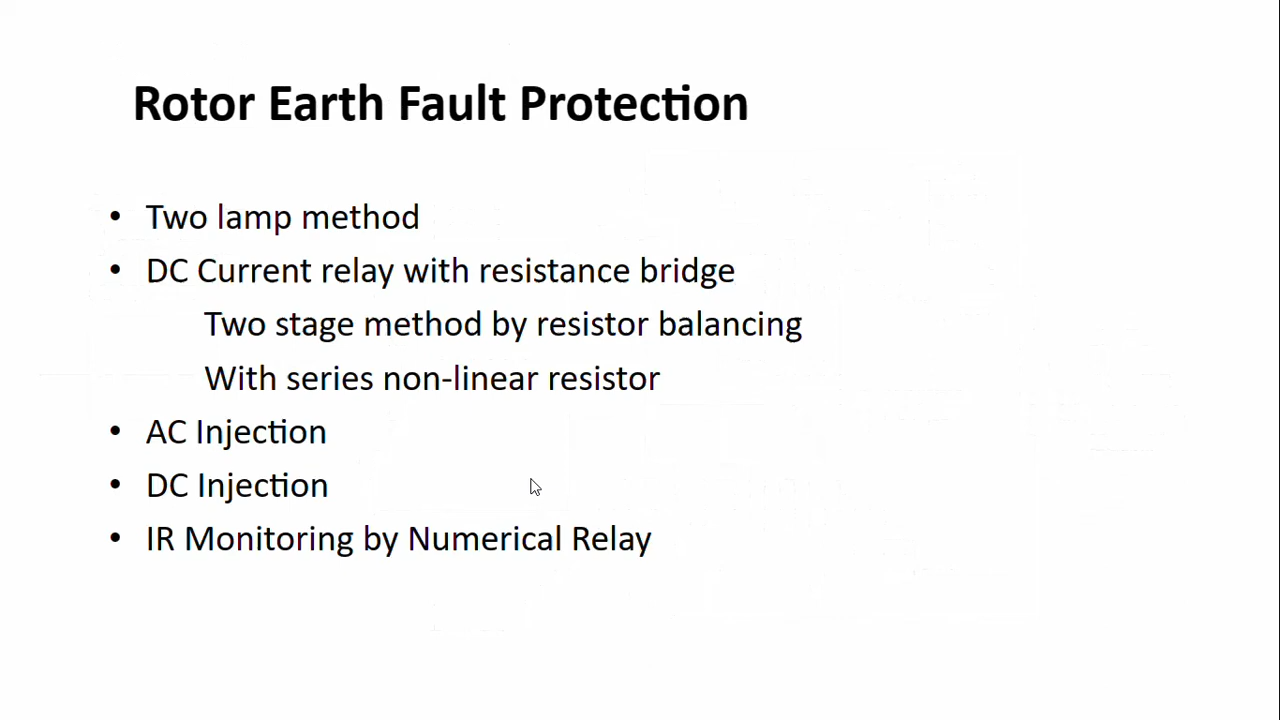 Rotor Earth Fault Protection
• Two lamp method
• DC Current relay with resistance bridge
Two stage method by resistor balancing
With series non-linear resistor
• AC Injection
• DC Injection
• IR Monitoring by Numerical Relay